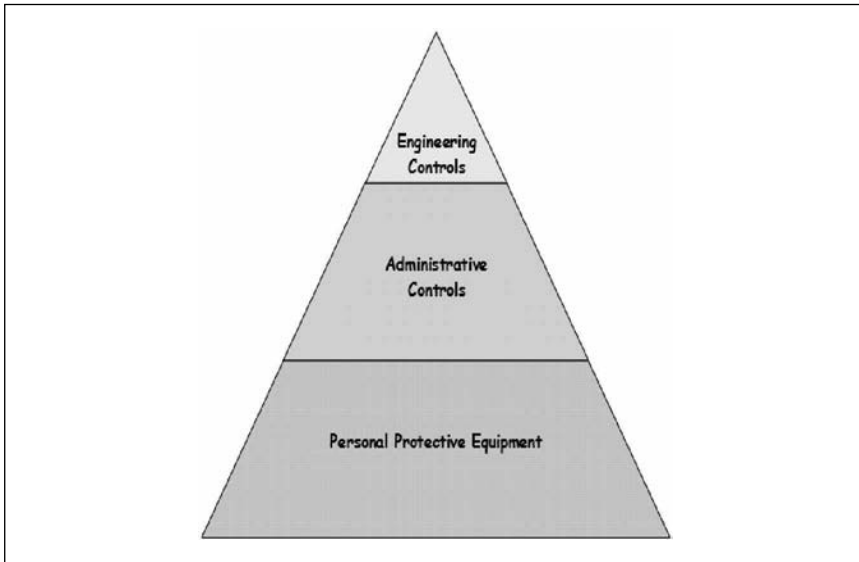 Engineering
Controls
Administrative
Controls
Personal Protective Equipment